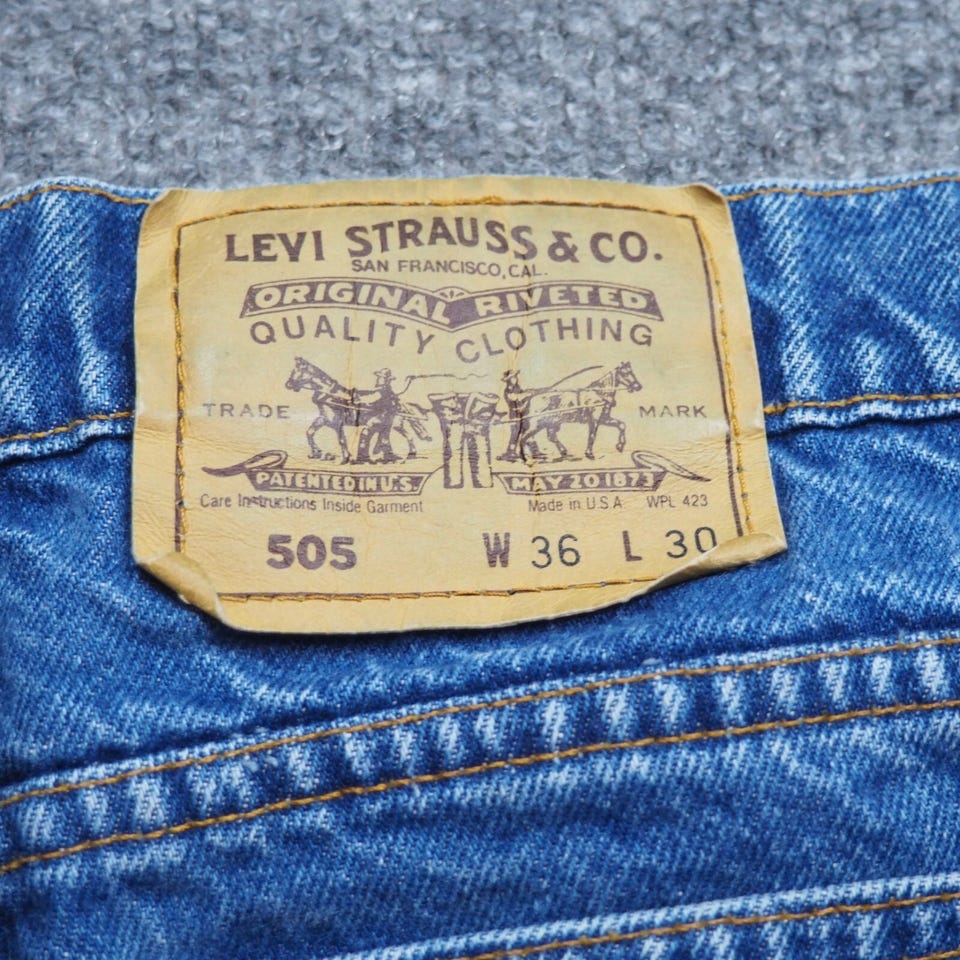 LEVI STRAUSS & CO.
SAN FRANCISCO, CAL.
ORIGINAL RIVETED
QUALITY CLOTHING
TRADE MARK
PATENTED IN U.S. MAY 20 1873
Care Instructions Inside Garment Made in U.S.A. WPL 423
505 W 36 L 30